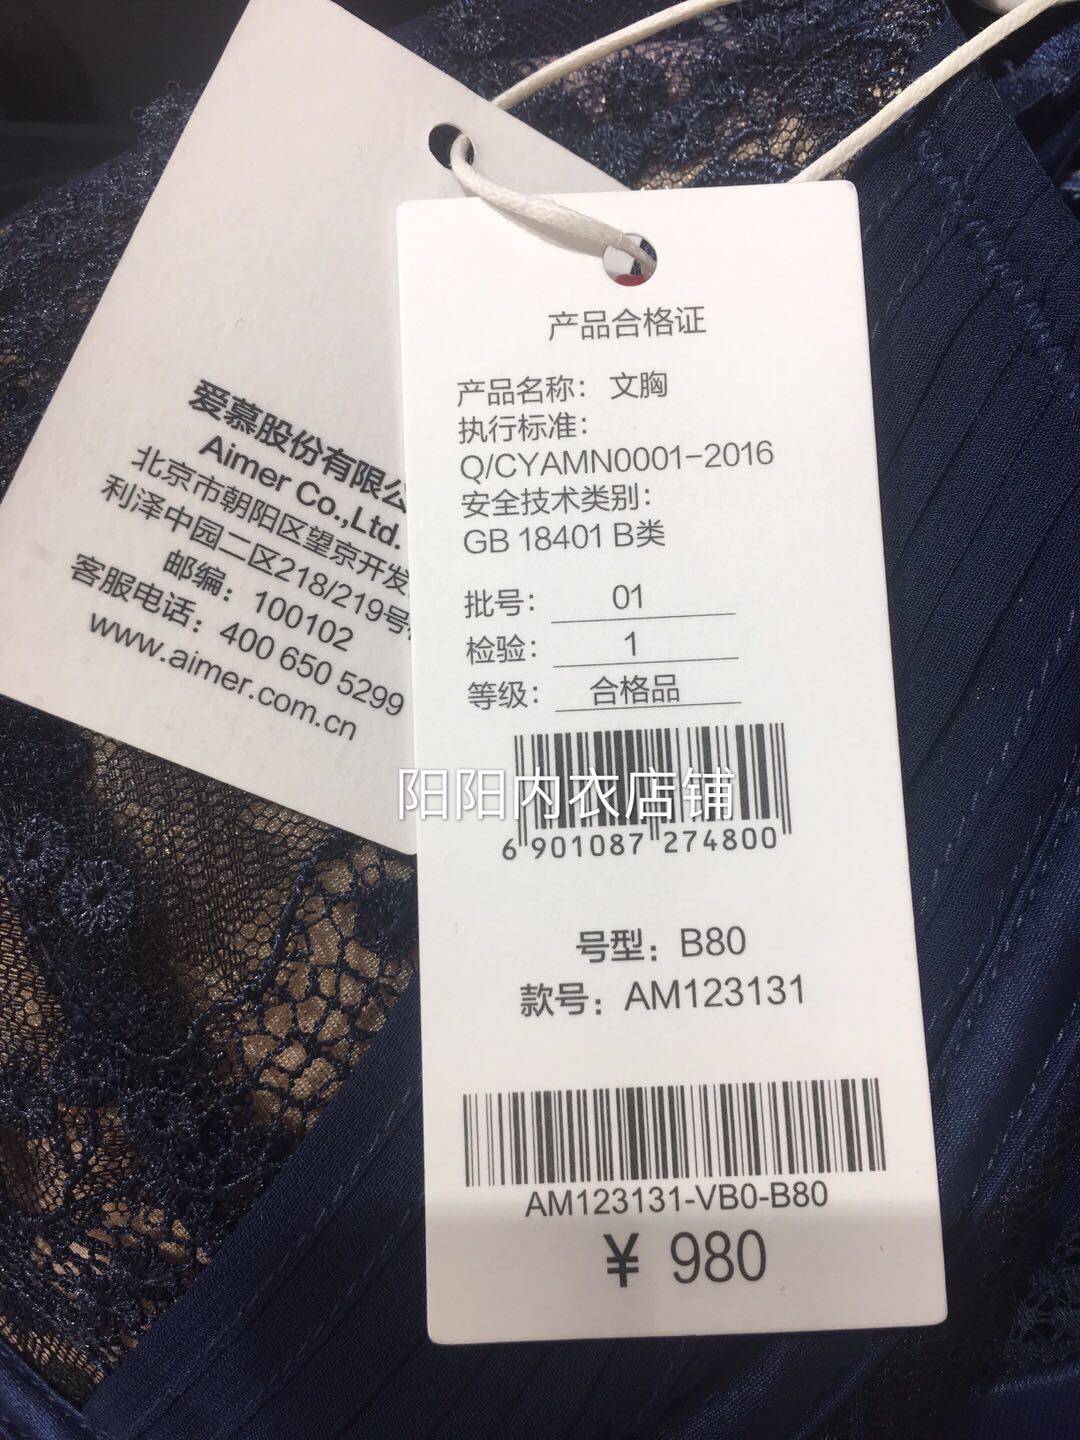 爱慕股份有限公
Aimer Co.,Ltd.
北京市朝阳区望京开发
利泽中园二区218/219号
邮编：100102
客服电话：400 650 5299
www.aimer.com.cn
产品合格证
产品名称： 文胸
执行标准：
Q/CYAMN0001-2016
安全技术类别：
GB 18401 B类
批号： 01
检验： 1
等级： 合格品
阳阳内衣店铺
6 901087 274800
号型：B80
款号：AM123131
AM123131-VB0-B80
¥ 980